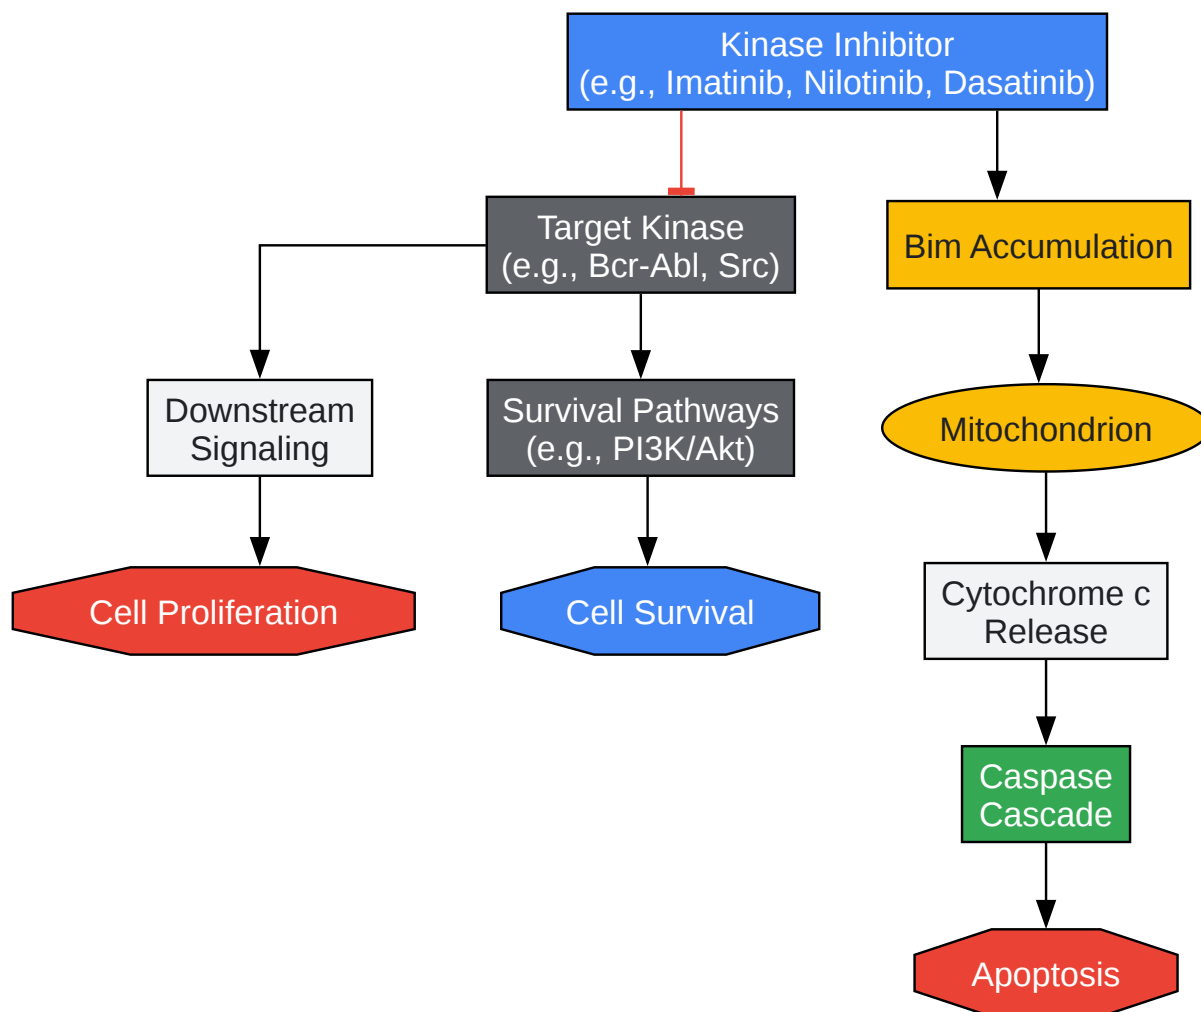 Kinase Inhibitor
(e.g., Imatinib, Nilotinib, Dasatinib)
Target Kinase
(e.g., Bcr-Abl, Src)
Bim Accumulation
Downstream
Signaling
Survival Pathways
(e.g., PI3K/Akt)
Mitochondrion
Cell Proliferation
Cell Survival
Cytochrome c
Release
Caspase
Cascade
Apoptosis